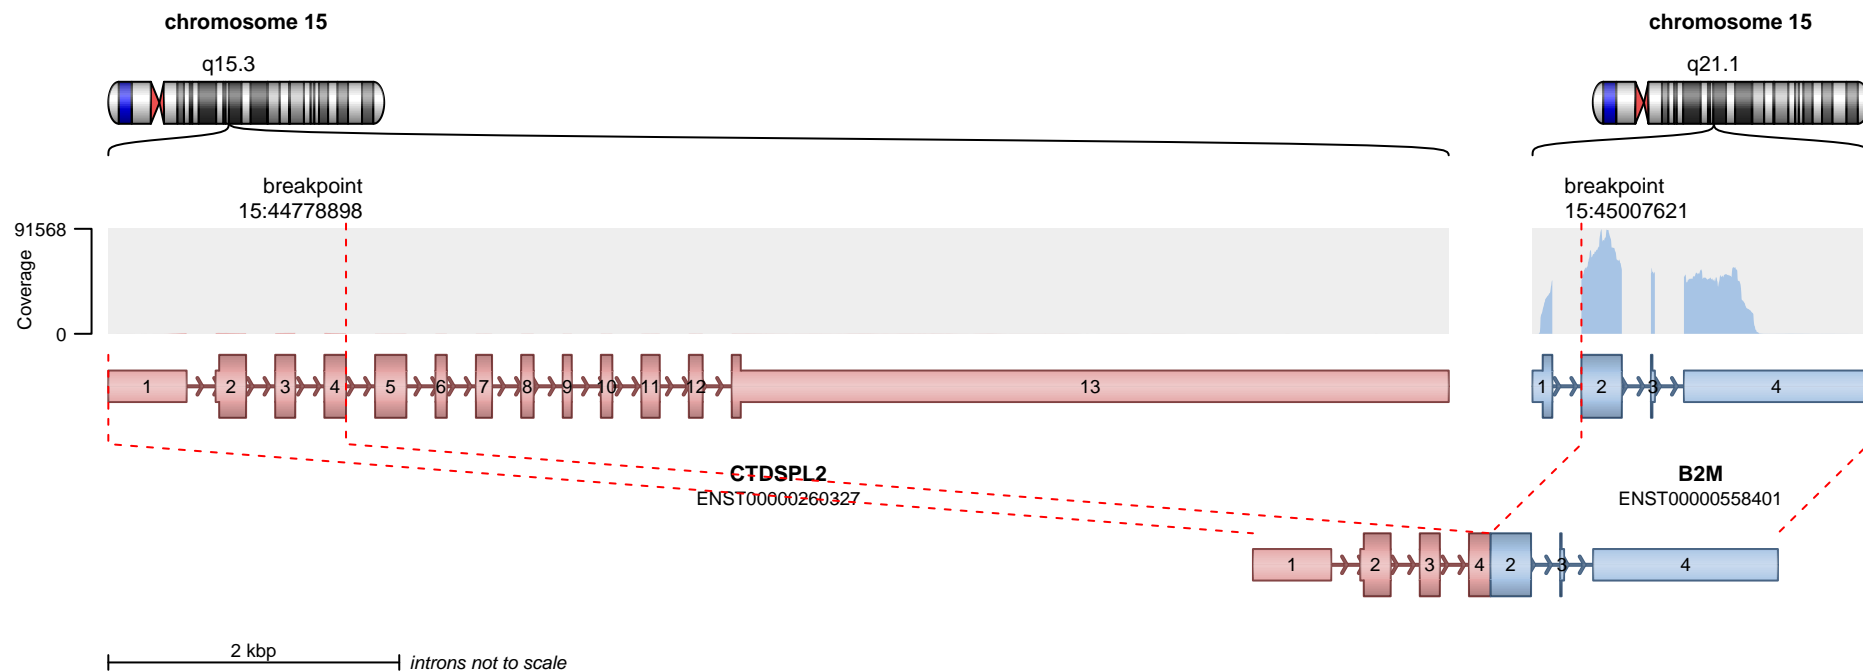 chromosome 15
chromosome 15
q15.3
q21.1
breakpoint
15:44778898
breakpoint
15:45007621
91568
Coverage
0
1 2 3 4 5 6 7 8 9 10 11 12 13
1 2 3 4
CTDSPL2
ENST00000260327
B2M
ENST00000558401
1 2 3 4 2 3 4
2 kbp
introns not to scale